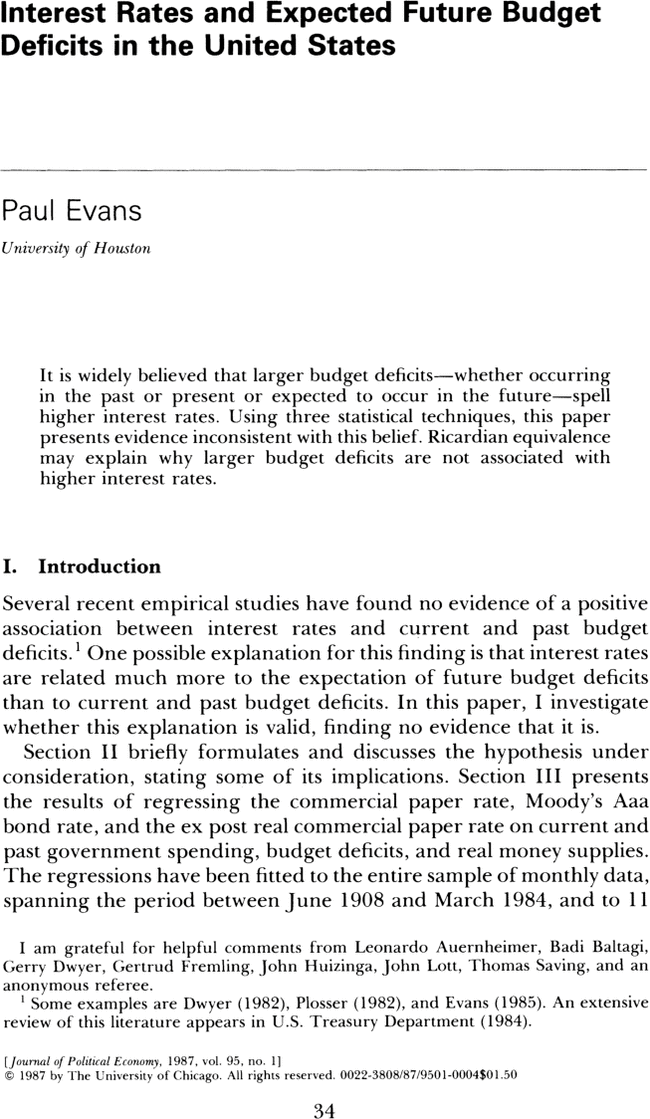 Interest Rates and Expected Future Budget
Deficits in the United States
Paul Evans
University of Houston
It is widely believed that larger budget deficits—whether occurring
in the past or present or expected to occur in the future—spell
higher interest rates. Using three statistical techniques, this paper
presents evidence inconsistent with this belief. Ricardian equivalence
may explain why larger budget deficits are not associated with
higher interest rates.
I. Introduction
Several recent empirical studies have found no evidence of a positive
association between interest rates and current and past budget
deficits.¹ One possible explanation for this finding is that interest rates
are related much more to the expectation of future budget deficits
than to current and past budget deficits. In this paper, I investigate
whether this explanation is valid, finding no evidence that it is.
Section II briefly formulates and discusses the hypothesis under
consideration, stating some of its implications. Section III presents
the results of regressing the commercial paper rate, Moody's Aaa
bond rate, and the ex post real commercial paper rate on current and
past government spending, budget deficits, and real money supplies.
The regressions have been fitted to the entire sample of monthly data,
spanning the period between June 1908 and March 1984, and to 11
I am grateful for helpful comments from Leonardo Auernheimer, Badi Baltagi,
Gerry Dwyer, Gertrud Fremling, John Huizinga, John Lott, Thomas Saving, and an
anonymous referee.
¹ Some examples are Dwyer (1982), Plosser (1982), and Evans (1985). An extensive
review of this literature appears in U.S. Treasury Department (1984).
[Journal of Political Economy, 1987, vol. 95, no. 1]
© 1987 by The University of Chicago. All rights reserved. 0022-3808/87/9501-0004$01.50
34